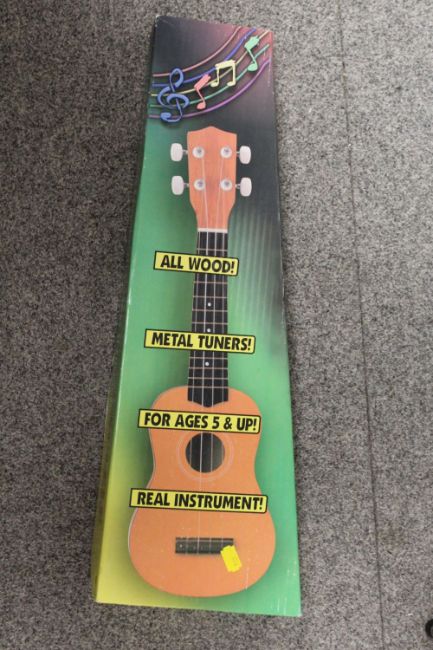 ALL WOOD!
METAL TUNERS!
FOR AGES 5 & UP!
REAL INSTRUMENT!